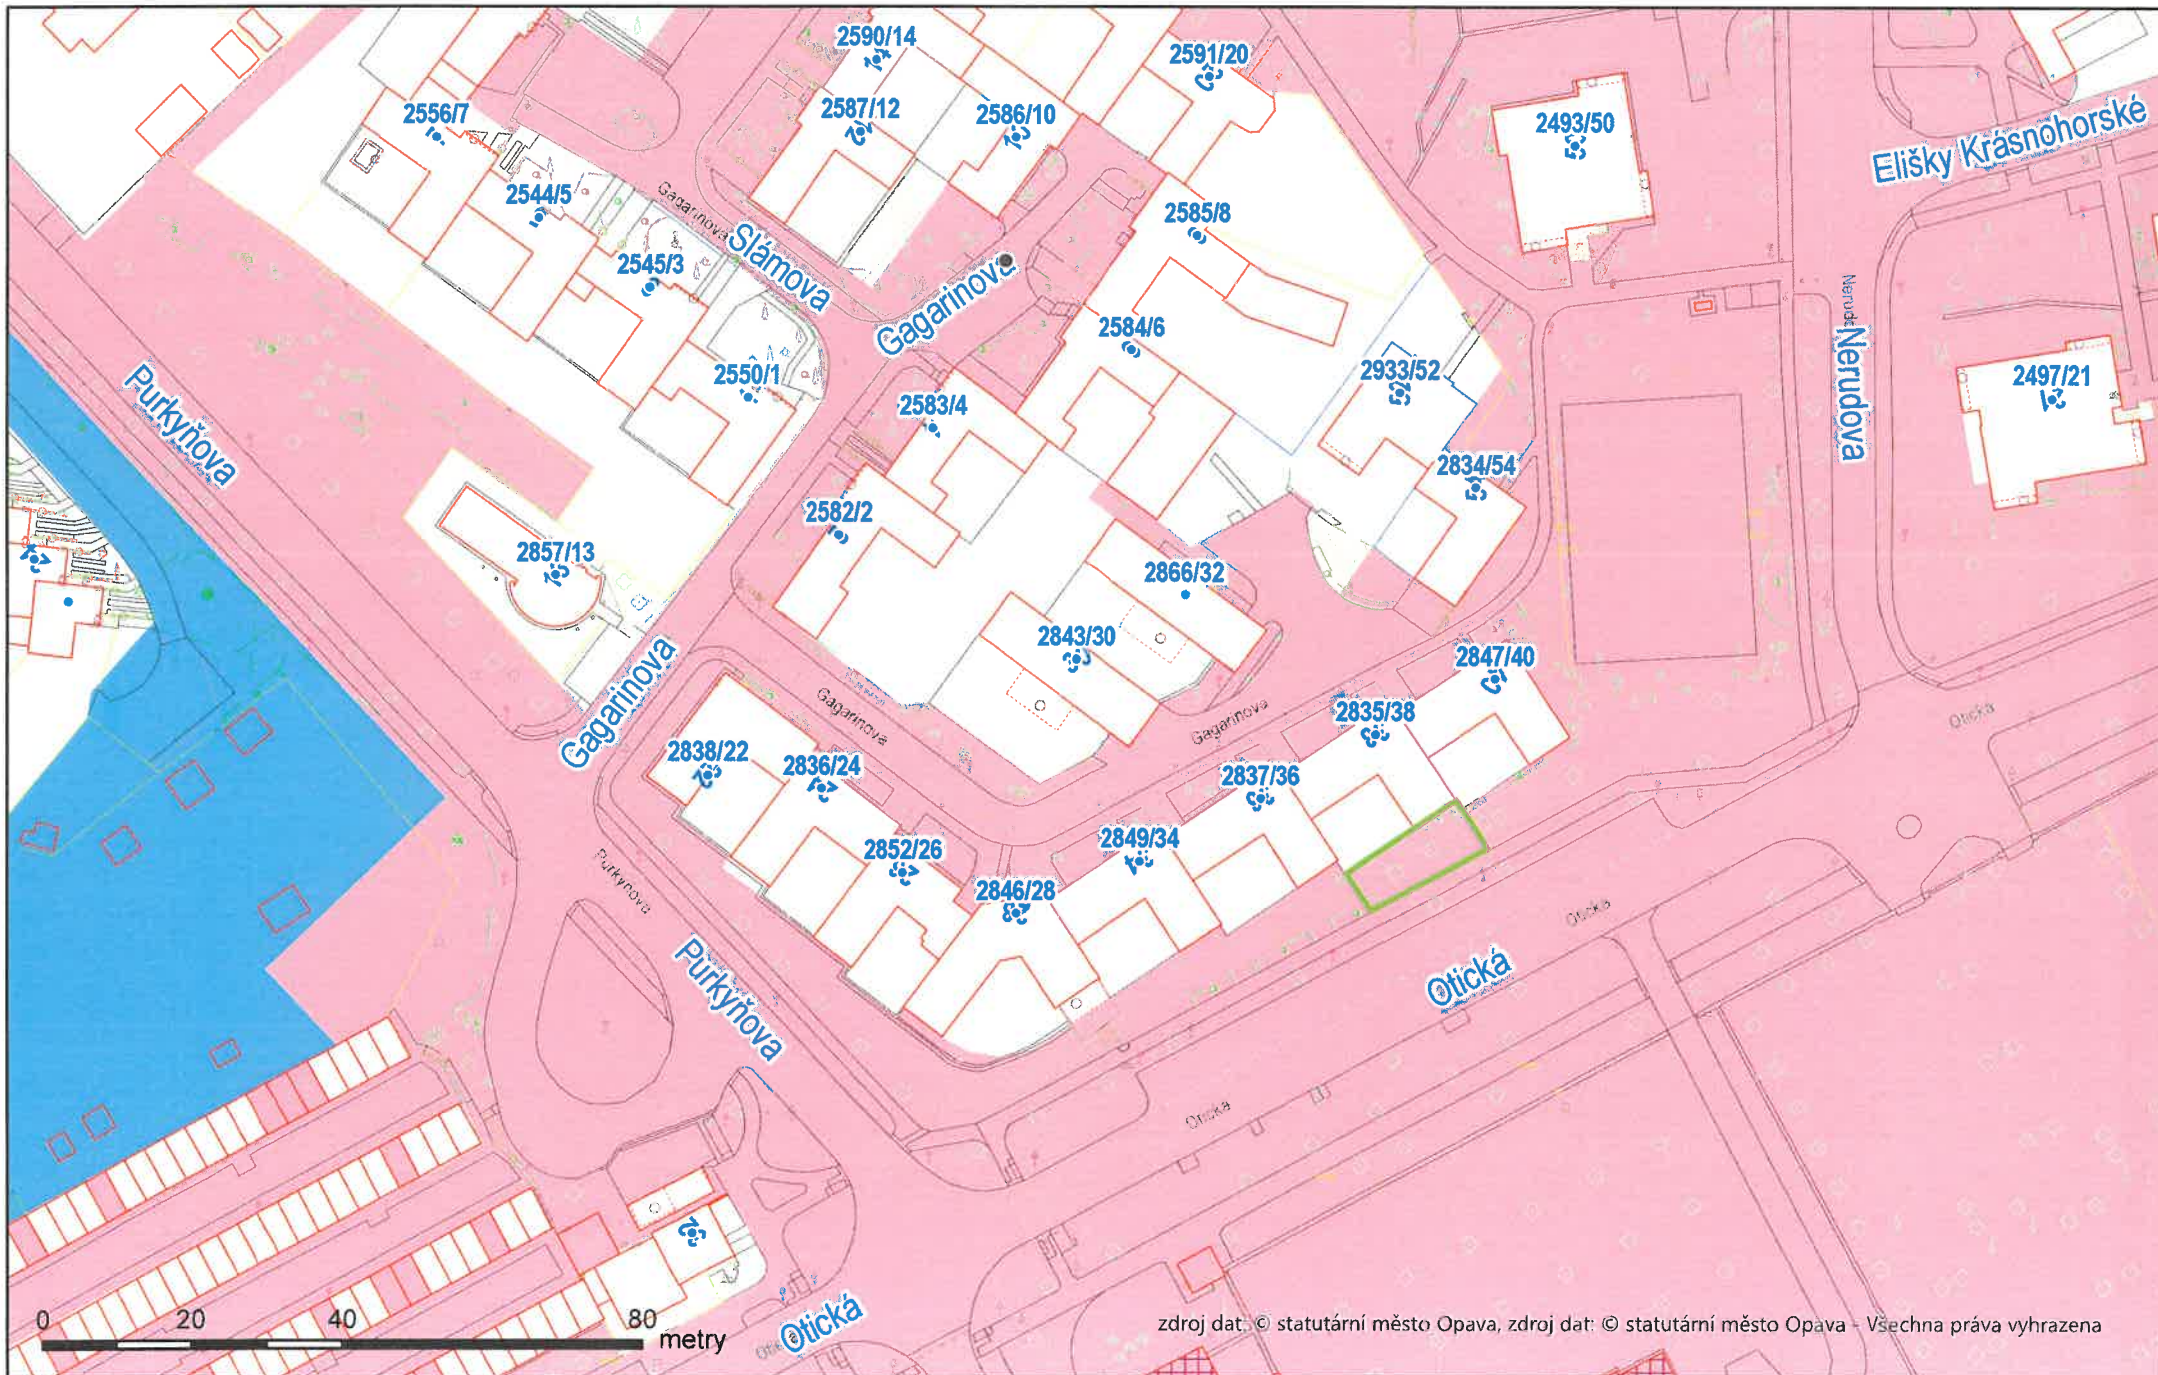 2590/14
2591/20
2556/7
2587/12
2586/10
2493/50
Elišky Krásnohorské
2544/5
Gagarinova
Slámova
2585/8
2545/3
Gagarinova
Nerudova
2584/6
2550/1
2933/52
2497/21
Purkyňova
2583/4
2834/54
2582/2
2857/13
2866/32
2843/30
2847/40
Gagarinova
Gagarinova
Gagarinova
2835/38
Otická
2838/22
2836/24
2837/36
2849/34
2852/26
2846/28
Purkyňova
Otická
Otická
Purkyňova
Otická
0 20 40 80
metry
Otická
zdroj dat: © statutární město Opava, zdroj dat: © statutární město Opava - Všechna práva vyhrazena